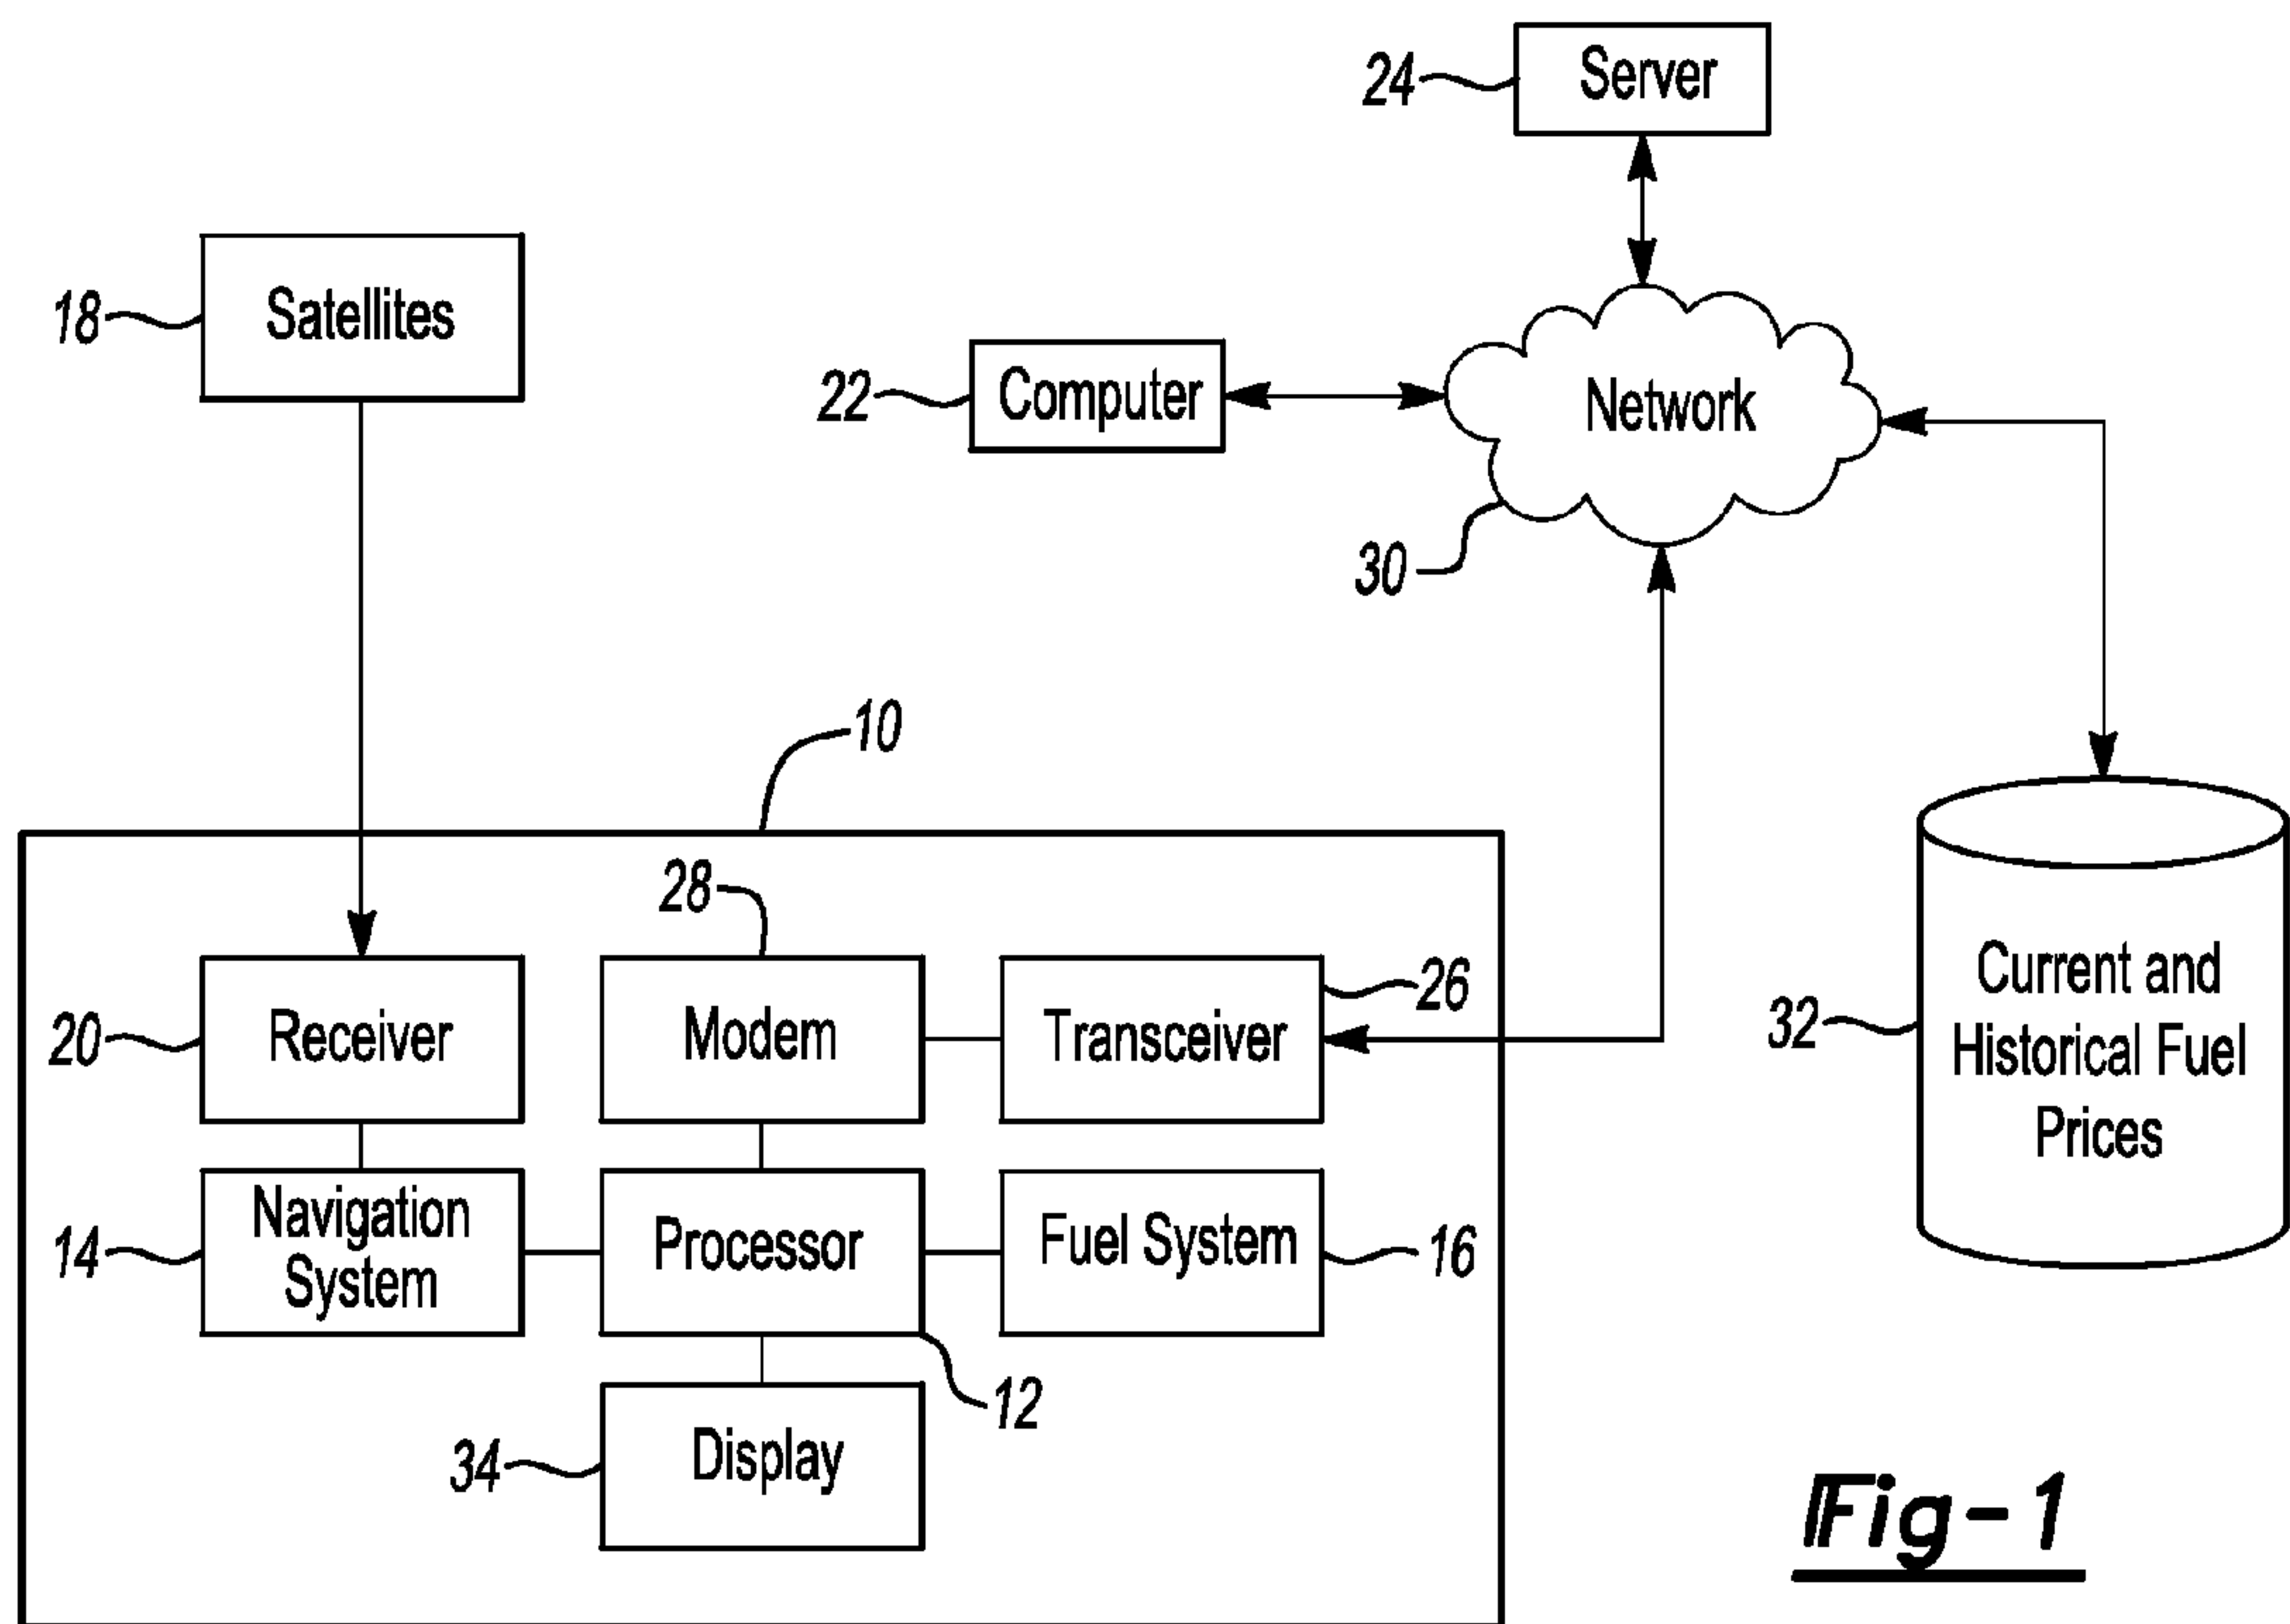 24
Server
18
Satellites
22
Computer
Network
30
10
28
26
20
Receiver
Modem
Transceiver
32
Current and
Historical Fuel
Prices
14
Navigation
System
Processor
Fuel System
16
12
34
Display
Fig-1